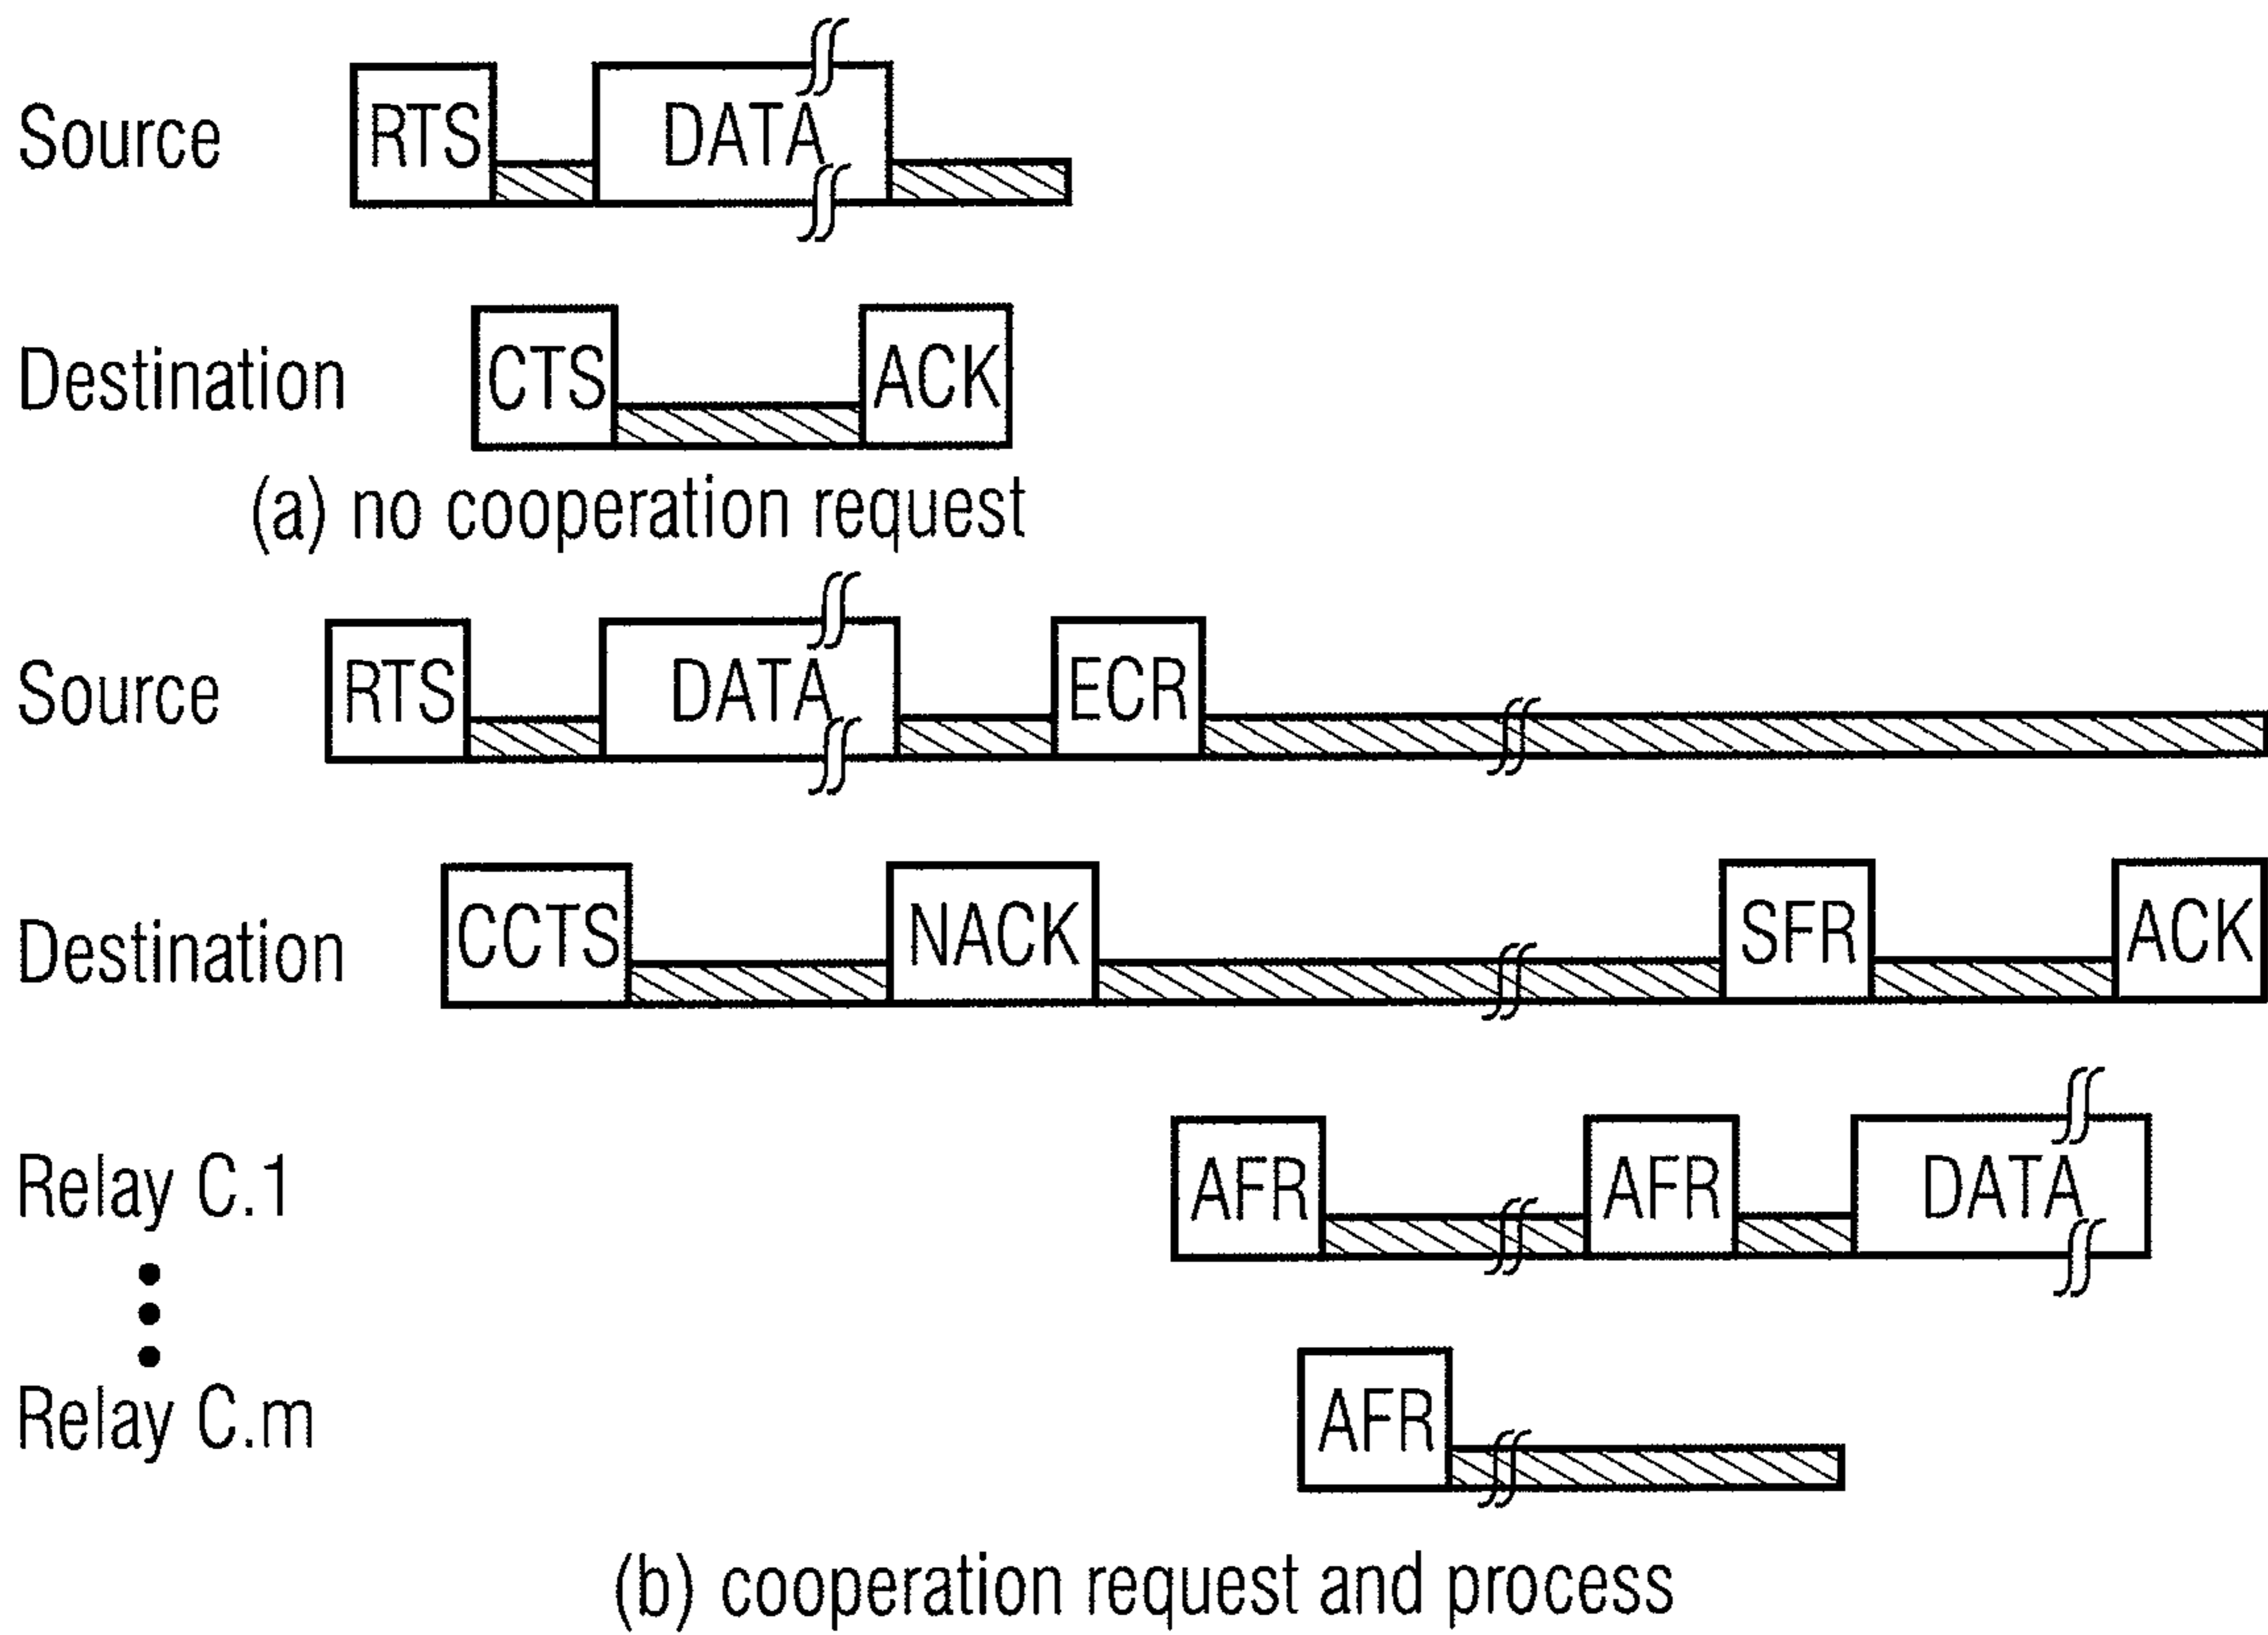 Source RTS DATA
Destination CTS ACK
(a) no cooperation request
Source RTS DATA ECR
Destination CCTS NACK SFR ACK
Relay C.1 AFR AFR DATA
Relay C.m AFR
(b) cooperation request and process